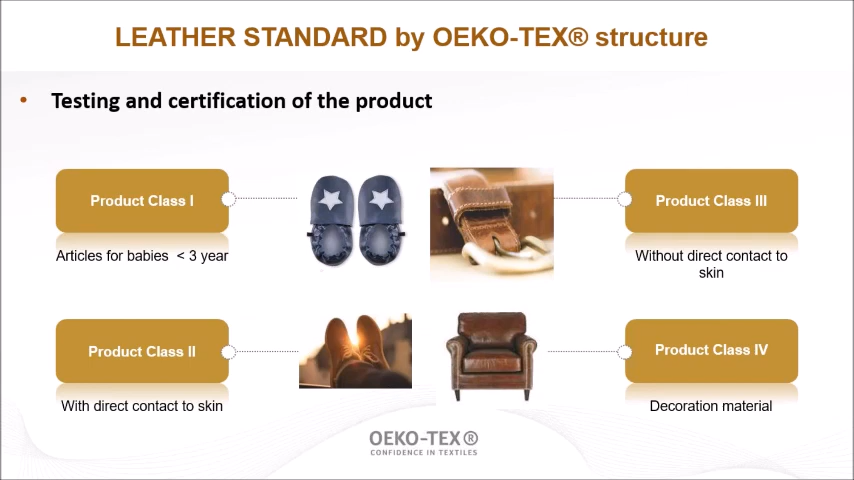 LEATHER STANDARD by OEKO-TEX® structure
• Testing and certification of the product
Product Class I
Articles for babies < 3 year
Product Class III
Without direct contact to
skin
Product Class II
With direct contact to skin
Product Class IV
Decoration material
OEKO-TEX®
CONFIDENCE IN TEXTILES